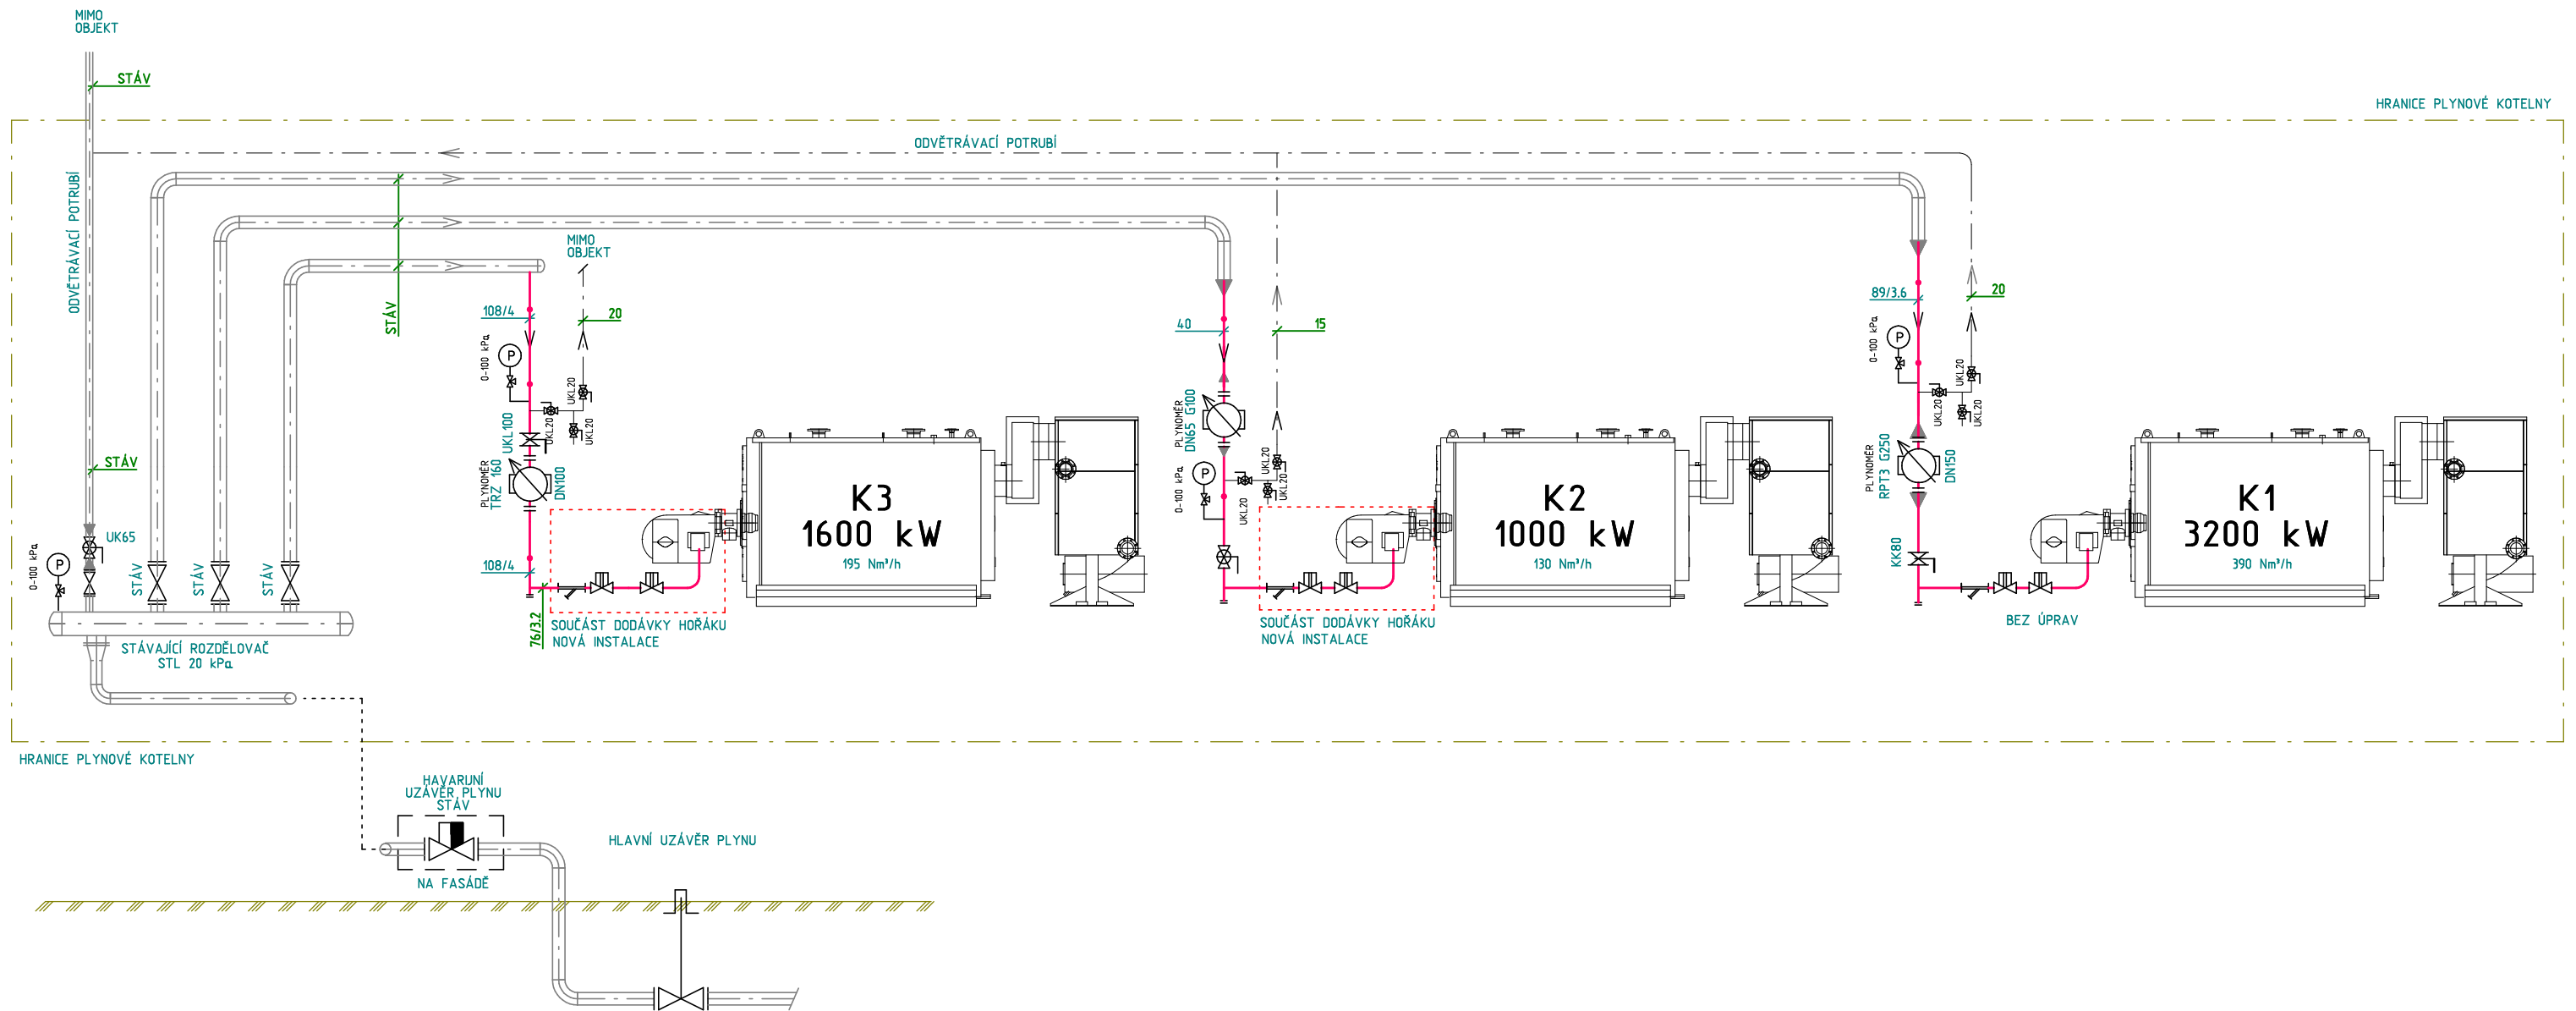 MIMO
OBJEKT
STÁV
HRANICE PLYNOVÉ KOTELNY
ODVĚTRÁVACÍ POTRUBÍ
ODVĚTRÁVACÍ POTRUBÍ
STÁV
MIMO
OBJEKT
108/4
20
0-100 kPa
UKL20
UKL20
UKL20
UKL100
PLYNOMĚR
TRZ 160
DN100
108/4
76/3.2
40
15
PLYNOMĚR
DN65 G100
0-100 kPa
UKL20
UKL20
UKL20
89/3.6
20
0-100 kPa
UKL20
UKL20
UKL20
PLYNOMĚR
RPT3 G250
DN150
KK80
STÁV
UK65
0-100 kPa
STÁV
STÁV
STÁV
K3
1600 kW
195 Nm³/h
K2
1000 kW
130 Nm³/h
K1
3200 kW
390 Nm³/h
SOUČÁST DODÁVKY HOŘÁKU
NOVÁ INSTALACE
SOUČÁST DODÁVKY HOŘÁKU
NOVÁ INSTALACE
BEZ ÚPRAV
STÁVAJÍCÍ ROZDĚLOVAČ
STL 20 kPa
HRANICE PLYNOVÉ KOTELNY
HAVARIJNÍ
UZÁVĚR PLYNU
STÁV
NA FASÁDĚ
HLAVNÍ UZÁVĚR PLYNU